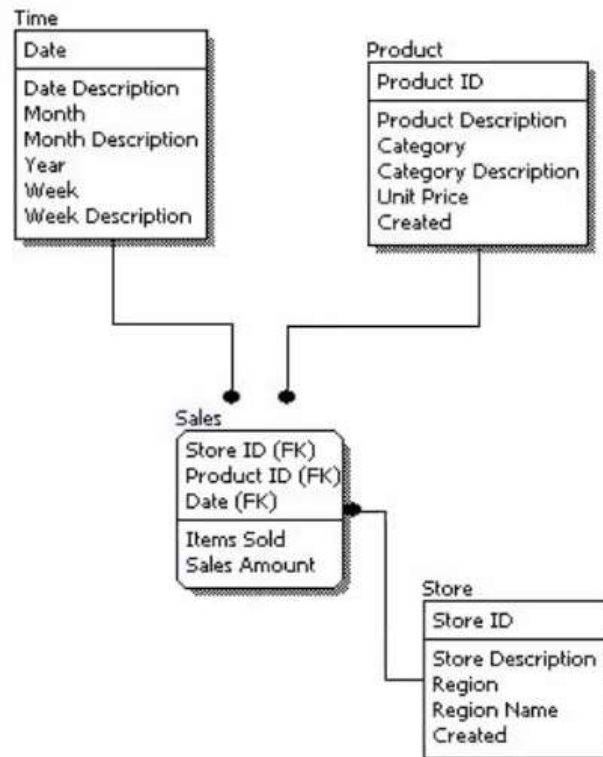 Time
Date
Date Description
Month
Month Description
Year
Week
Week Description
Product
Product ID
Product Description
Category
Category Description
Unit Price
Created
Sales
Store ID (FK)
Product ID (FK)
Date (FK)
Items Sold
Sales Amount
Store
Store ID
Store Description
Region
Region Name
Created